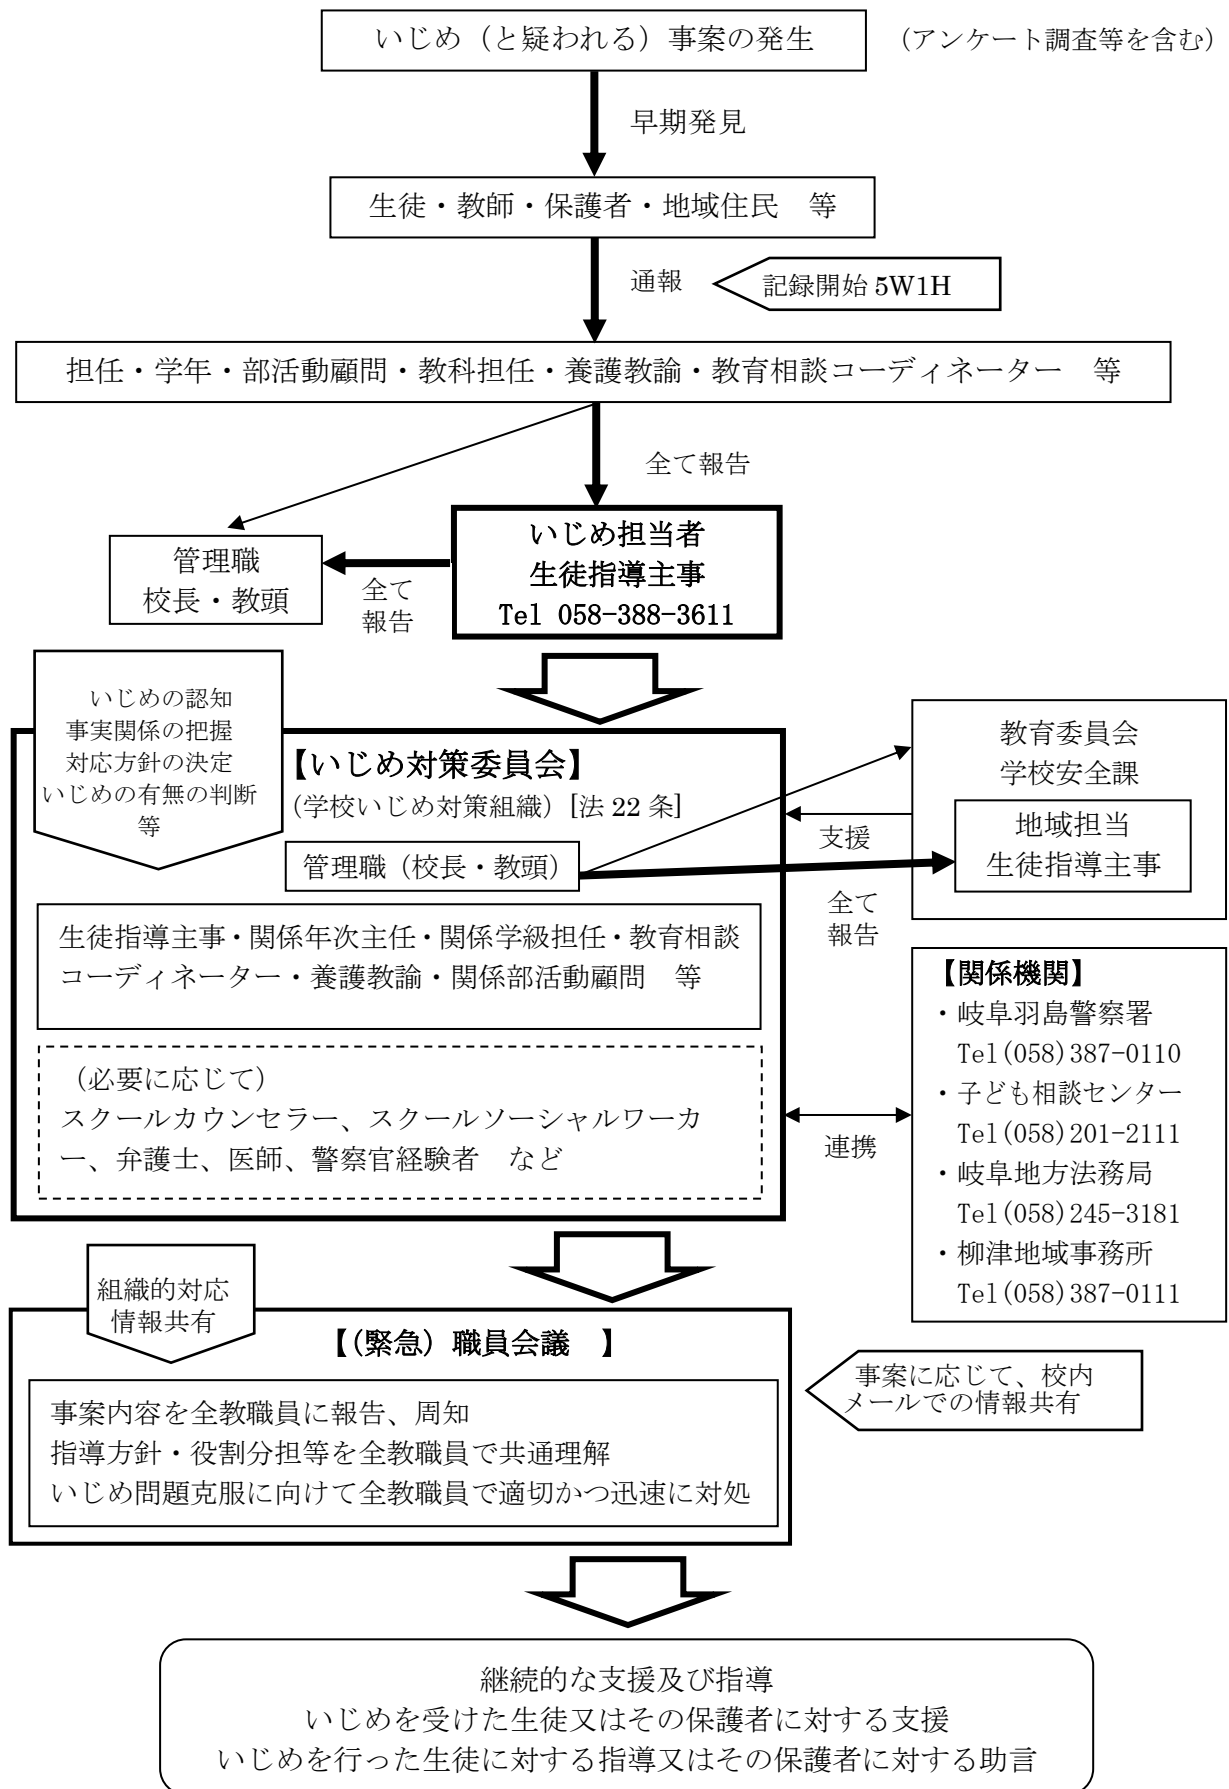 いじめ（と疑われる）事案の発生
（アンケート調査等を含む）
早期発見
生徒・教師・保護者・地域住民　等
通報
記録開始 5W1H
担任・学年・部活動顧問・教科担任・養護教諭・教育相談コーディネーター　等
全て報告
いじめ担当者
生徒指導主事
Tel 058-388-3611
管理職
校長・教頭
全て
報告
いじめの認知
事実関係の把握
対応方針の決定
いじめの有無の判断
等
【いじめ対策委員会】
（学校いじめ対策組織）［法 22 条］
管理職（校長・教頭）
教育委員会
学校安全課
地域担当
生徒指導主事
支援
全て
報告
生徒指導主事・関係年次主任・関係学級担任・教育相談
コーディネーター・養護教諭・関係部活動顧問　等
（必要に応じて）
スクールカウンセラー、スクールソーシャルワーカ
ー、弁護士、医師、警察官経験者　など
連携
【関係機関】
・岐阜羽島警察署
Tel(058)387-0110
・子ども相談センター
Tel(058)201-2111
・岐阜地方法務局
Tel(058)245-3181
・柳津地域事務所
Tel(058)387-0111
組織的対応
情報共有
【（緊急）職員会議　】
事案に応じて、校内
メールでの情報共有
事案内容を全教職員に報告、周知
指導方針・役割分担等を全教職員で共通理解
いじめ問題克服に向けて全教職員で適切かつ迅速に対処
継続的な支援及び指導
いじめを受けた生徒又はその保護者に対する支援
いじめを行った生徒に対する指導又はその保護者に対する助言